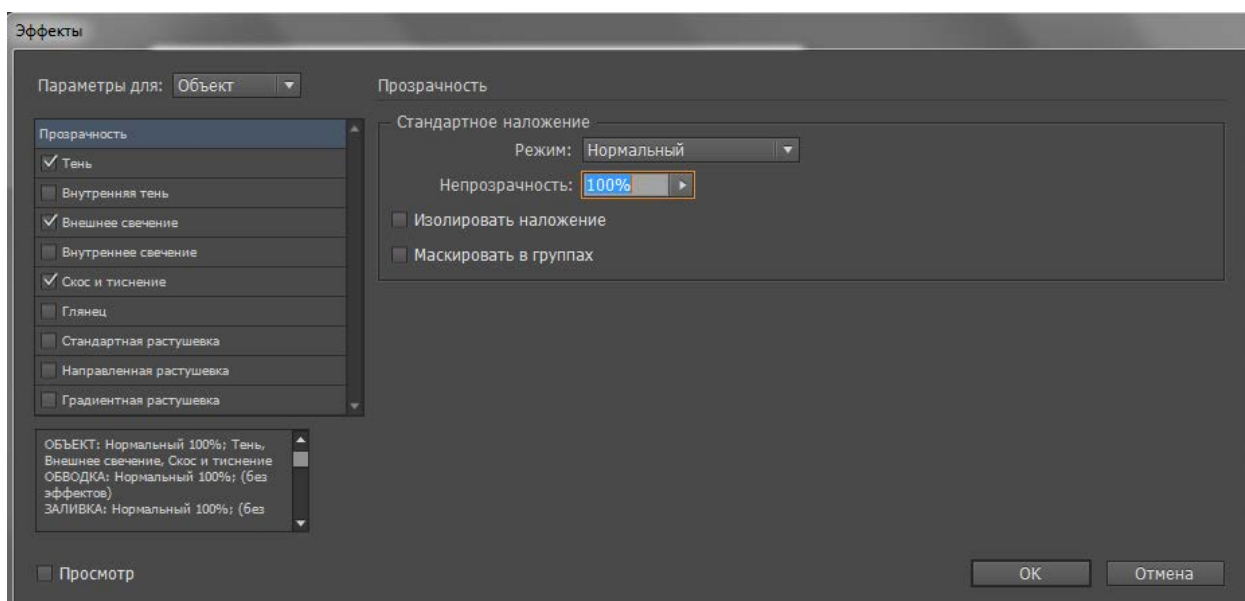 Эффекты
Параметры для: Объект
Прозрачность
Тень
Внутренняя тень
Внешнее свечение
Внутреннее свечение
Скос и тиснение
Глянец
Стандартная растушевка
Направленная растушевка
Градиентная растушевка
ОБЪЕКТ: Нормальный 100%; Тень,
Внешнее свечение, Скос и тиснение
ОБВОДКА: Нормальный 100%; (без
эффектов)
ЗАЛИВКА: Нормальный 100%; (без
Просмотр
Прозрачность
Стандартное наложение
Режим: Нормальный
Непрозрачность: 100%
Изолировать наложение
Маскировать в группах
OK
Отмена